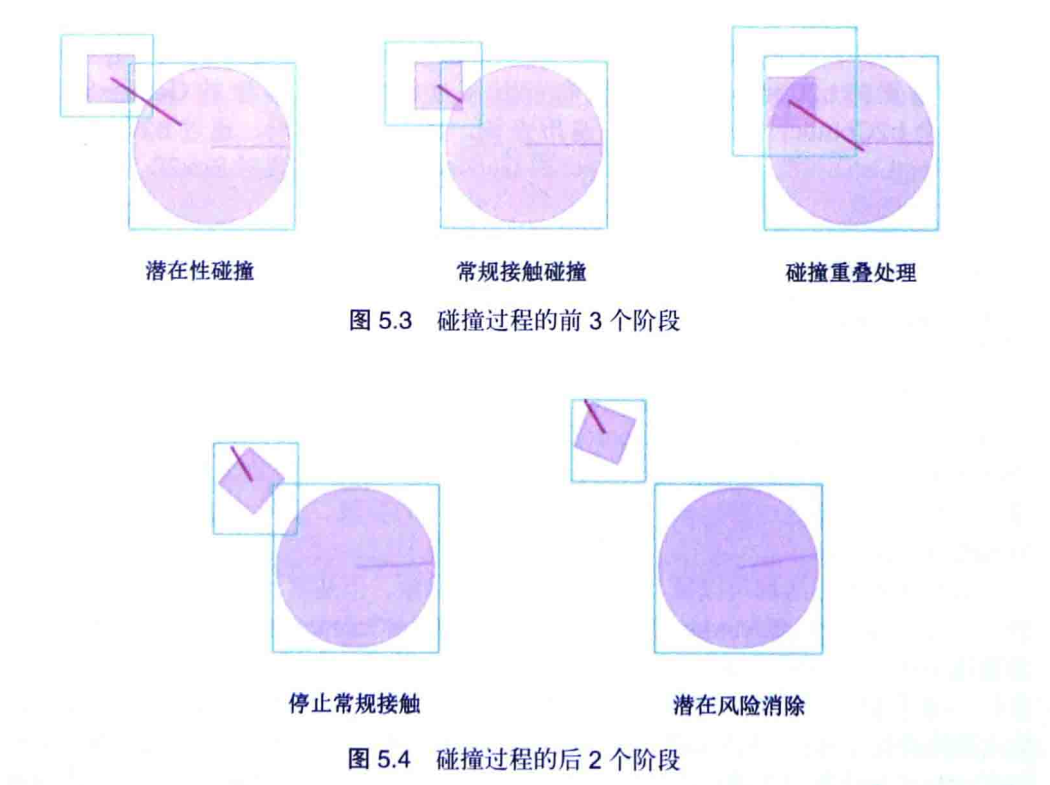 潜在性碰撞
常规接触碰撞
碰撞重叠处理
图 5.3 碰撞过程的前 3 个阶段
停止常规接触
潜在风险消除
图 5.4 碰撞过程的后 2 个阶段